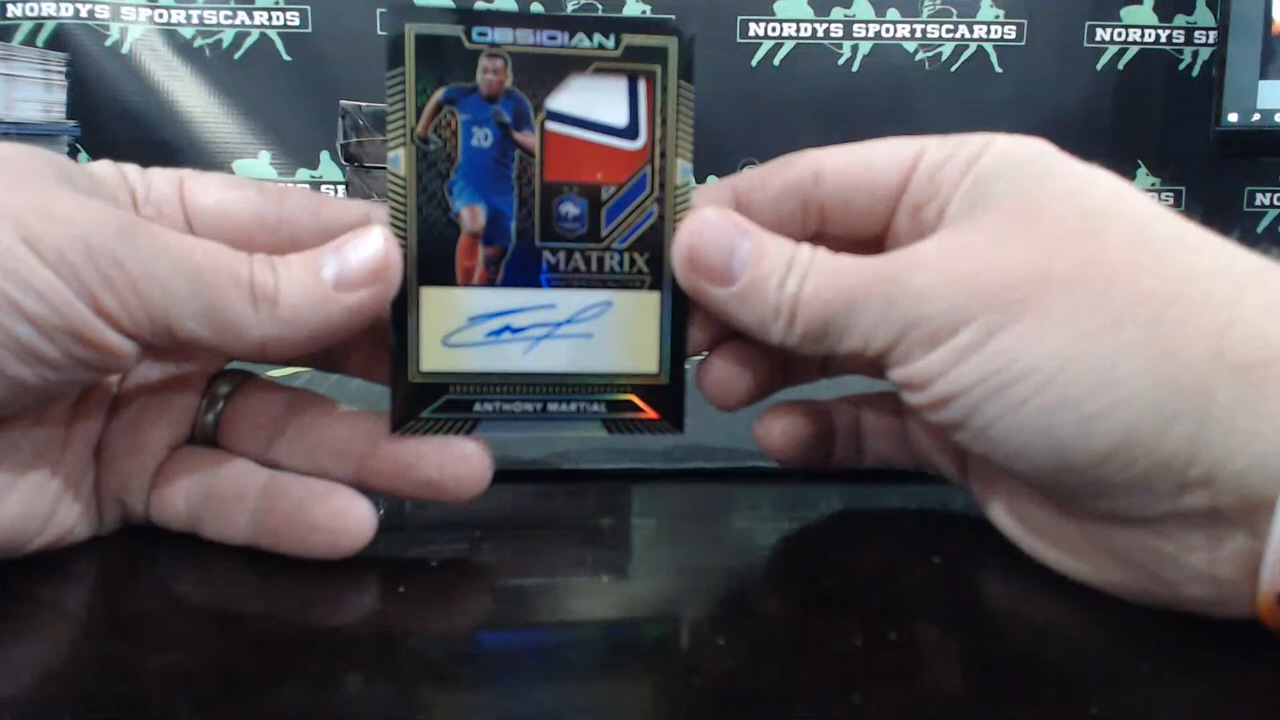 NORDYS SPORTSCARDS
NORDYS SPORTSCARDS
NORDYS SP
OBSIDIAN
20
MATRIX
ANTHONY MARTIAL